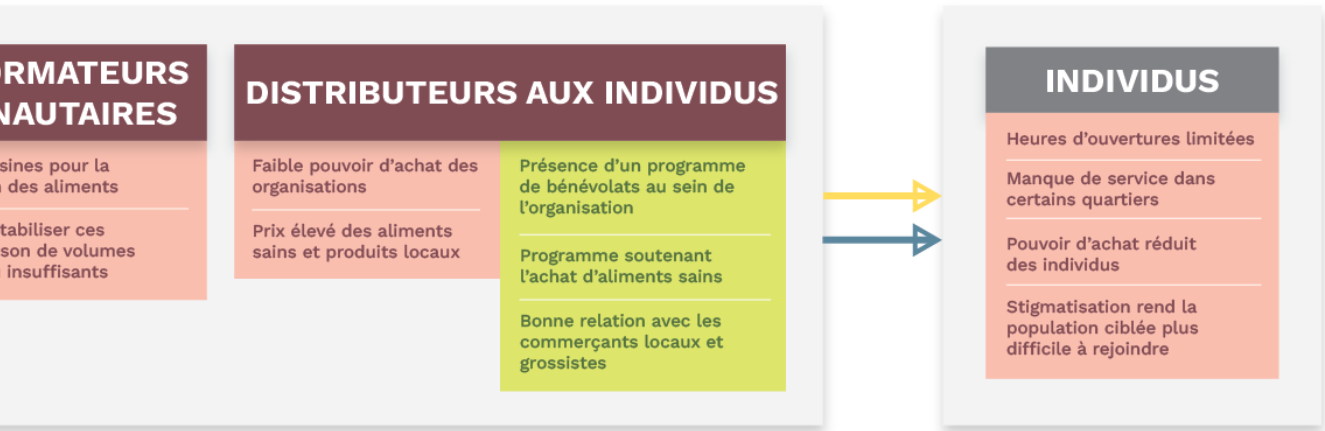 ORMATEURS
NAUTAIRES
sines pour la
n des aliments
tabiliser ces
son de volumes
insuffisants
DISTRIBUTEURS AUX INDIVIDUS
Faible pouvoir d’achat des
organisations
Prix élevé des aliments
sains et produits locaux
Présence d’un programme
de bénévolats au sein de
l’organisation
Programme soutenant
l’achat d’aliments sains
Bonne relation avec les
commerçants locaux et
grossistes
INDIVIDUS
Heures d’ouvertures limitées
Manque de service dans
certains quartiers
Pouvoir d’achat réduit
des individus
Stigmatisation rend la
population ciblée plus
difficile à rejoindre